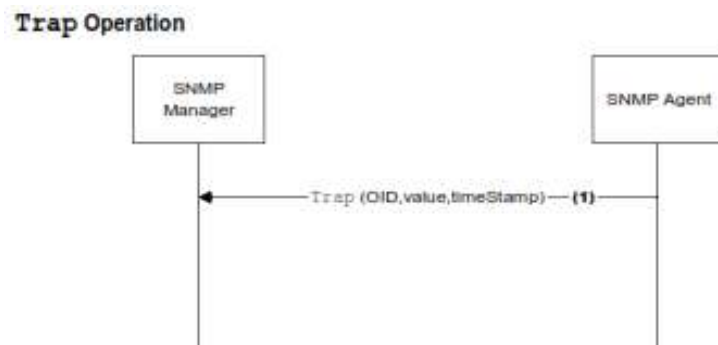 Trap Operation
SNMP
Manager
SNMP Agent
Trap (OID,value,timeStamp) (1)